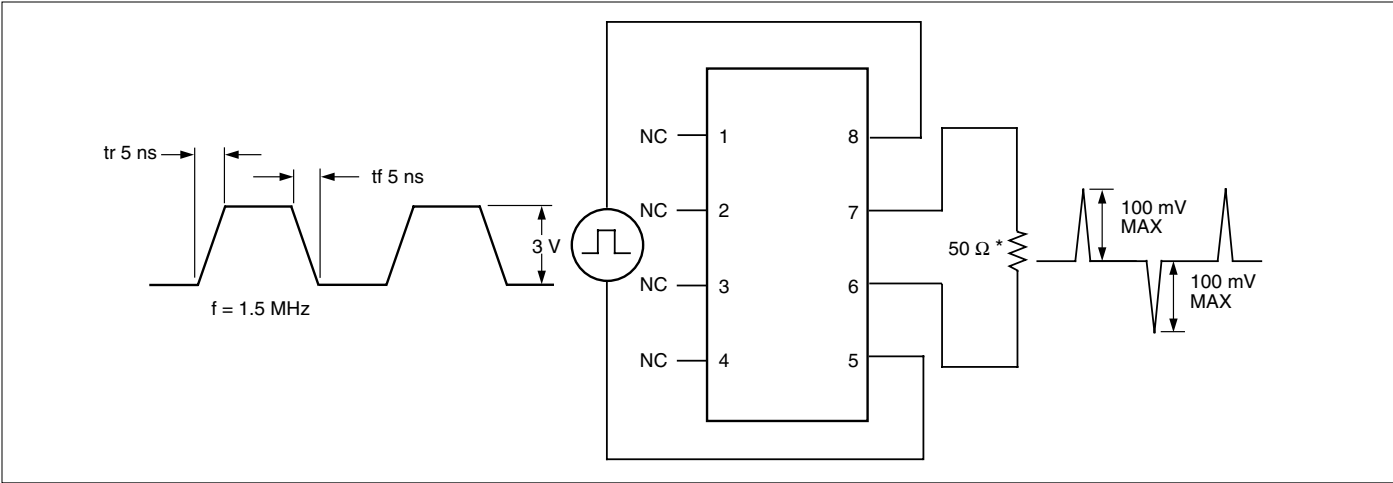 tr 5 ns
tf 5 ns
3 V
f = 1.5 MHz
NC 1
NC 2
NC 3
NC 4
8
7
6
5
50 Ω *
100 mV
MAX
100 mV
MAX